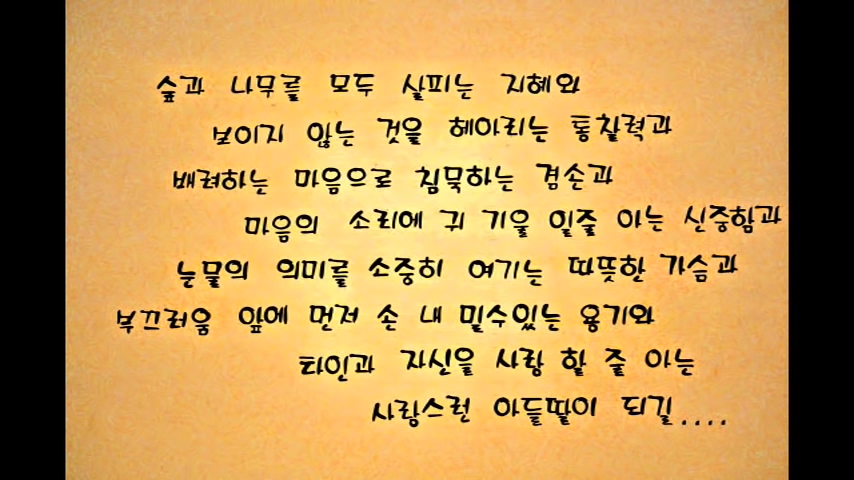 숲과 나무를 모두 살피는 지혜와
보이지 않는 것을 헤아리는 통찰력과
배려하는 마음으로 침묵하는 겸손과
마음의 소리에 귀 기울 일줄 아는 신중함과
눈물의 의미를 소중히 여기는 따뜻한 가슴과
부끄러움 앞에 먼저 손 내 밀수있는 용기와
타인과 자신을 사랑 할 줄 아는
사랑스런 아들딸이 되길....